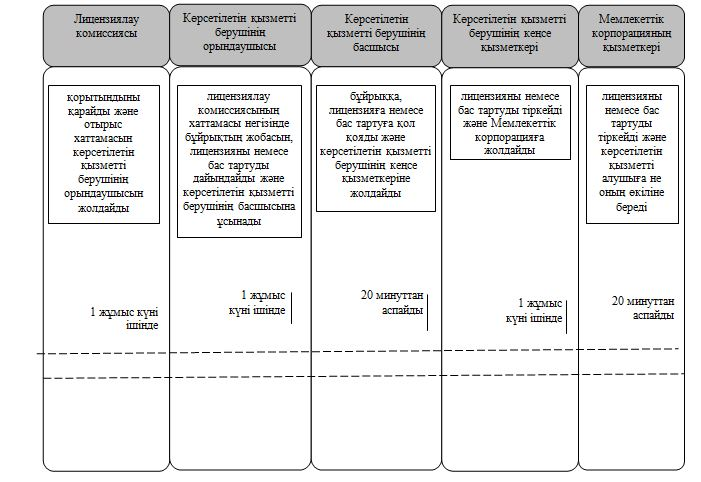 Лицензиялау
комиссиясы
Көрсетілетін қызметті
берушінің
орындаушысы
Көрсетілетін
қызметті берушінің
басшысы
Көрсетілетін қызметті
берушінің кеңсе
қызметкері
Мемлекеттік
корпорацияның
қызметкері
қорытындыны
қарайды және
отырыс
хаттамасын
көрсетілетін
қызметті
берушінің
орындаушысын
жолдайды
лицензиялау
комиссиясының
хаттамасы негізінде
бұйрықтың жобасын,
лицензияны немесе
бас тартуды
дайындайды және
көрсетілетін қызметті
берушінің басшысына
ұсынады
бұйрыққа,
лицензияға немесе
бас тартуға қол
қояды және
көрсетілетін қызметті
берушінің кеңсе
қызметкеріне
жолдайды
лицензияны немесе
бас тартуды тіркейді
және Мемлекеттік
корпорацияға
жолдайды
лицензияны
немесе бас
тартуды
тіркейді және
көрсетілетін
қызметті
алушыға не
оның өкіліне
береді
1 жұмыс күні
ішінде
1 жұмыс
күні ішінде
20 минуттан
аспайды
1 жұмыс
күні ішінде
20 минуттан
аспайды